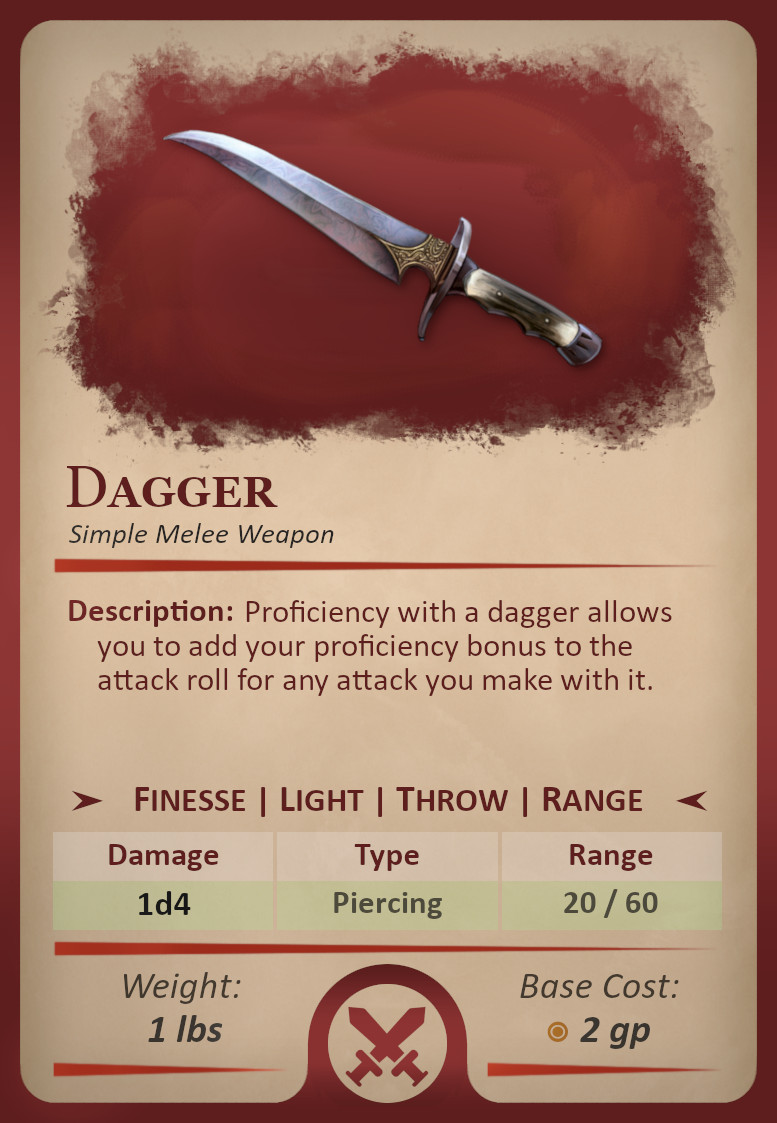 Dagger
Simple Melee Weapon
Description: Proficiency with a dagger allows
you to add your proficiency bonus to the
attack roll for any attack you make with it.
Finesse | Light | Throw | Range
Damage Type Range
1d4 Piercing 20 / 60
Weight: Base Cost:
1 lbs 2 gp